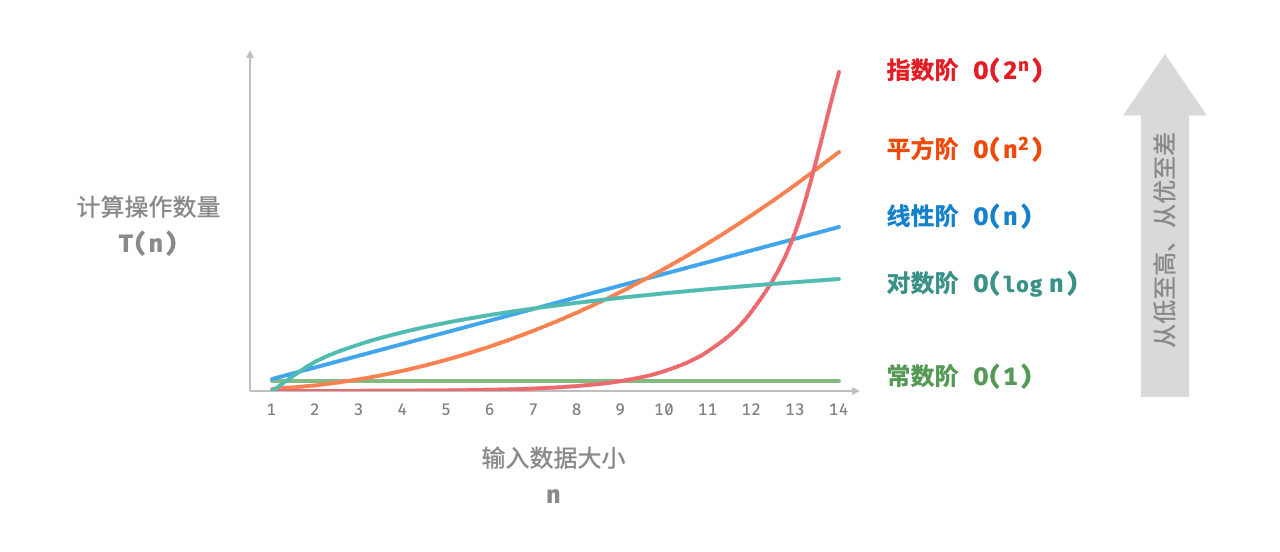 指数阶 O(2ⁿ)
平方阶 O(n²)
线性阶 O(n)
对数阶 O(log n)
常数阶 O(1)
从低至高、从优至差
计算操作数量
T(n)
1 2 3 4 5 6 7 8 9 10 11 12 13 14
输入数据大小
n